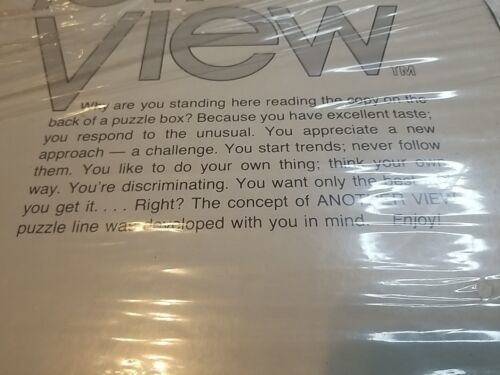 view™
Why are you standing here reading the copy on the
back of a puzzle box? Because you have excellent taste;
you respond to the unusual. You appreciate a new
approach — a challenge. You start trends; never follow
them. You like to do your own thing; think your own
way. You're discriminating. You want only the best
you get it. . . . Right? The concept of ANOTHER VIEW
puzzle line was developed with you in mind. Enjoy!